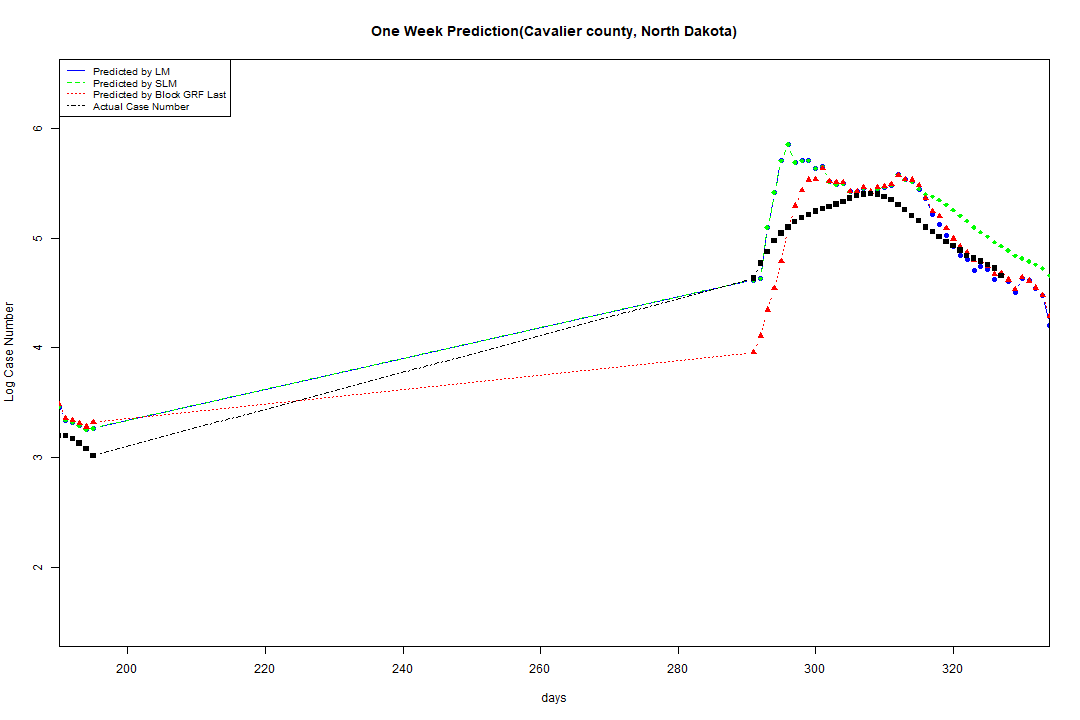 One Week Prediction(Cavalier county, North Dakota)
Predicted by LM
Predicted by SLM
Predicted by Block GRF Last
Actual Case Number
6
5
4
3
2
Log Case Number
200 220 240 260 280 300 320
days